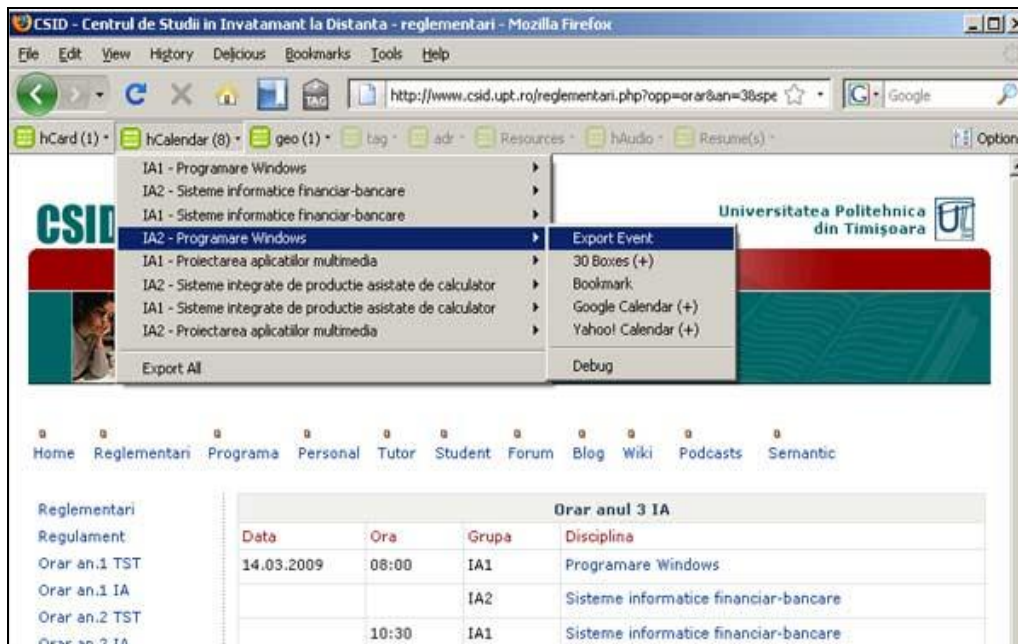 CSID - Centrul de Studii in Invatamant la Distanta - reglementari - Mozilla Firefox
File Edit View History Delicious Bookmarks Tools Help
TAG http://www.csid.upt.ro/reglementari.php?opp=orar&an=3&spe G Google
hCard (1) hCalendar (8) geo (1) tag adr Resources hAudio Resume(s) Option
IA1 - Programare Windows
IA2 - Sisteme informatice financiar-bancare
IA1 - Sisteme informatice financiar-bancare
IA2 - Programare Windows
IA1 - Proiectarea aplicatiilor multimedia
IA2 - Sisteme integrate de productie asistate de calculator
IA1 - Sisteme integrate de productie asistate de calculator
IA2 - Proiectarea aplicatiilor multimedia
Export All
Export Event
30 Boxes (+)
Bookmark
Google Calendar (+)
Yahoo! Calendar (+)
Debug
CSID
Universitatea Politehnica
din Timişoara
Home Reglementari Programa Personal Tutor Student Forum Blog Wiki Podcasts Semantic
Reglementari
Regulament
Orar an.1 TST
Orar an.1 IA
Orar an.2 TST
Orar an.2 IA
Orar anul 3 IA
Data Ora Grupa Disciplina
14.03.2009 08:00 IA1 Programare Windows
IA2 Sisteme informatice financiar-bancare
10:30 IA1 Sisteme informatice financiar-bancare